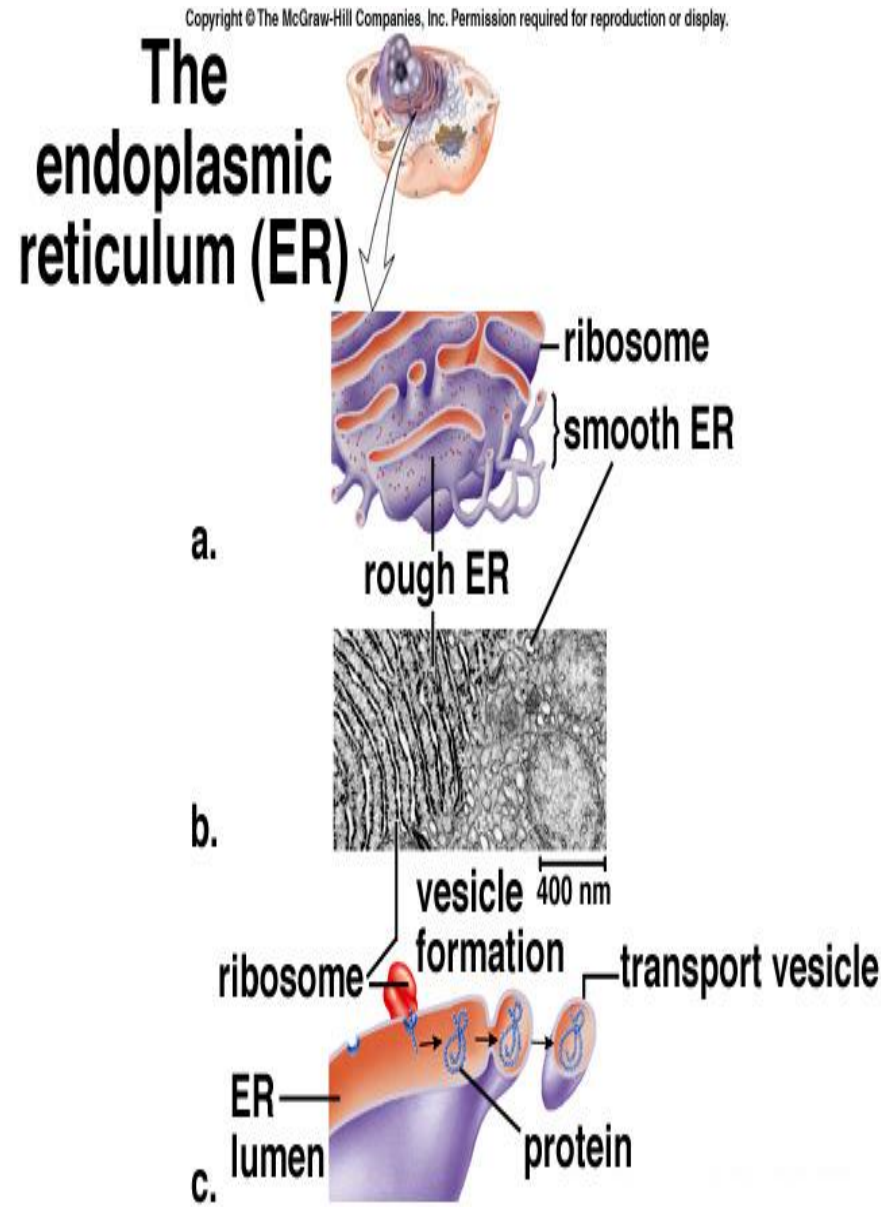 Copyright © The McGraw-Hill Companies, Inc. Permission required for reproduction or display.
The
endoplasmic
reticulum (ER)
ribosome
smooth ER
a.
rough ER
b.
400 nm
vesicle
formation
ribosome
transport vesicle
ER
lumen
protein
c.